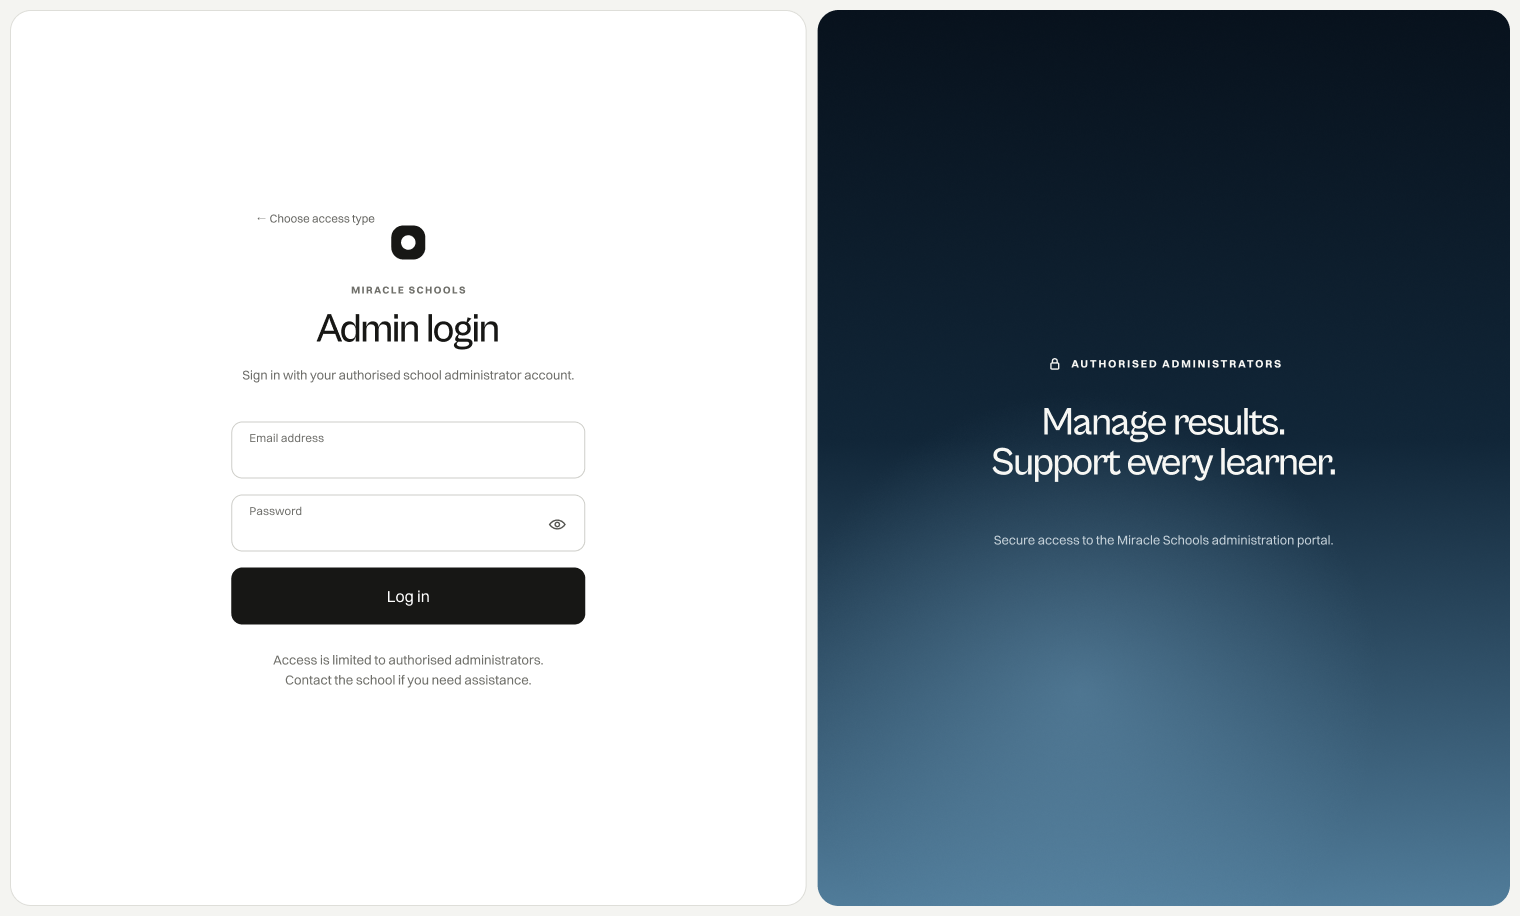 ← Choose access type
MIRACLE SCHOOLS
Admin login
Sign in with your authorised school administrator account.
Email address
Password
Log in
Access is limited to authorised administrators.
Contact the school if you need assistance.
AUTHORISED ADMINISTRATORS
Manage results.
Support every learner.
Secure access to the Miracle Schools administration portal.